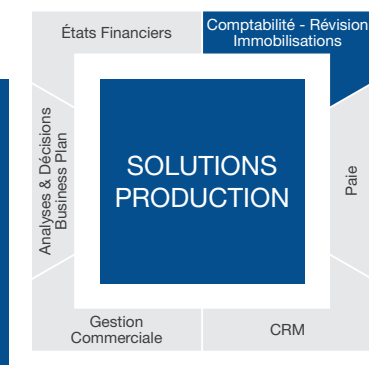 États Financiers
Comptabilité - Révision
Immobilisations
Analyses & Décisions
Business Plan
SOLUTIONS
PRODUCTION
Paie
Gestion
Commerciale
CRM